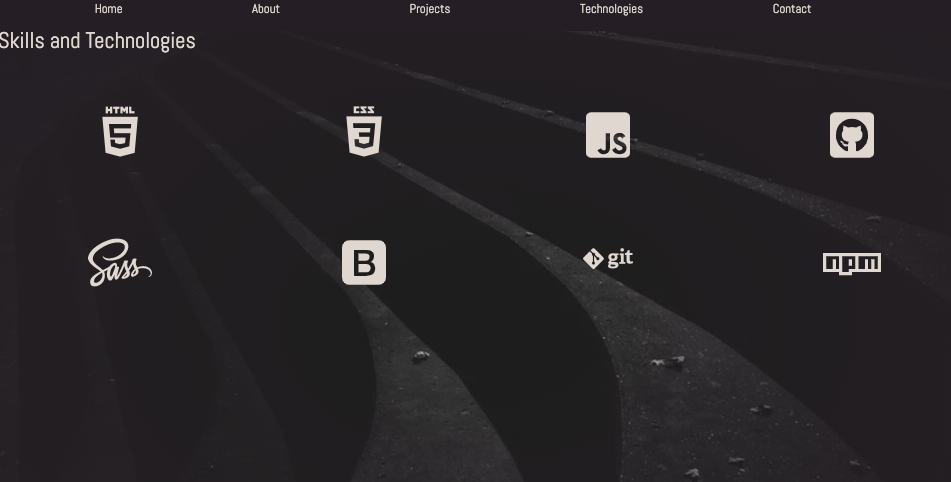 Home About Projects Technologies Contact
Skills and Technologies
HTML 5
CSS 3
JS
Sass
B
git
npm